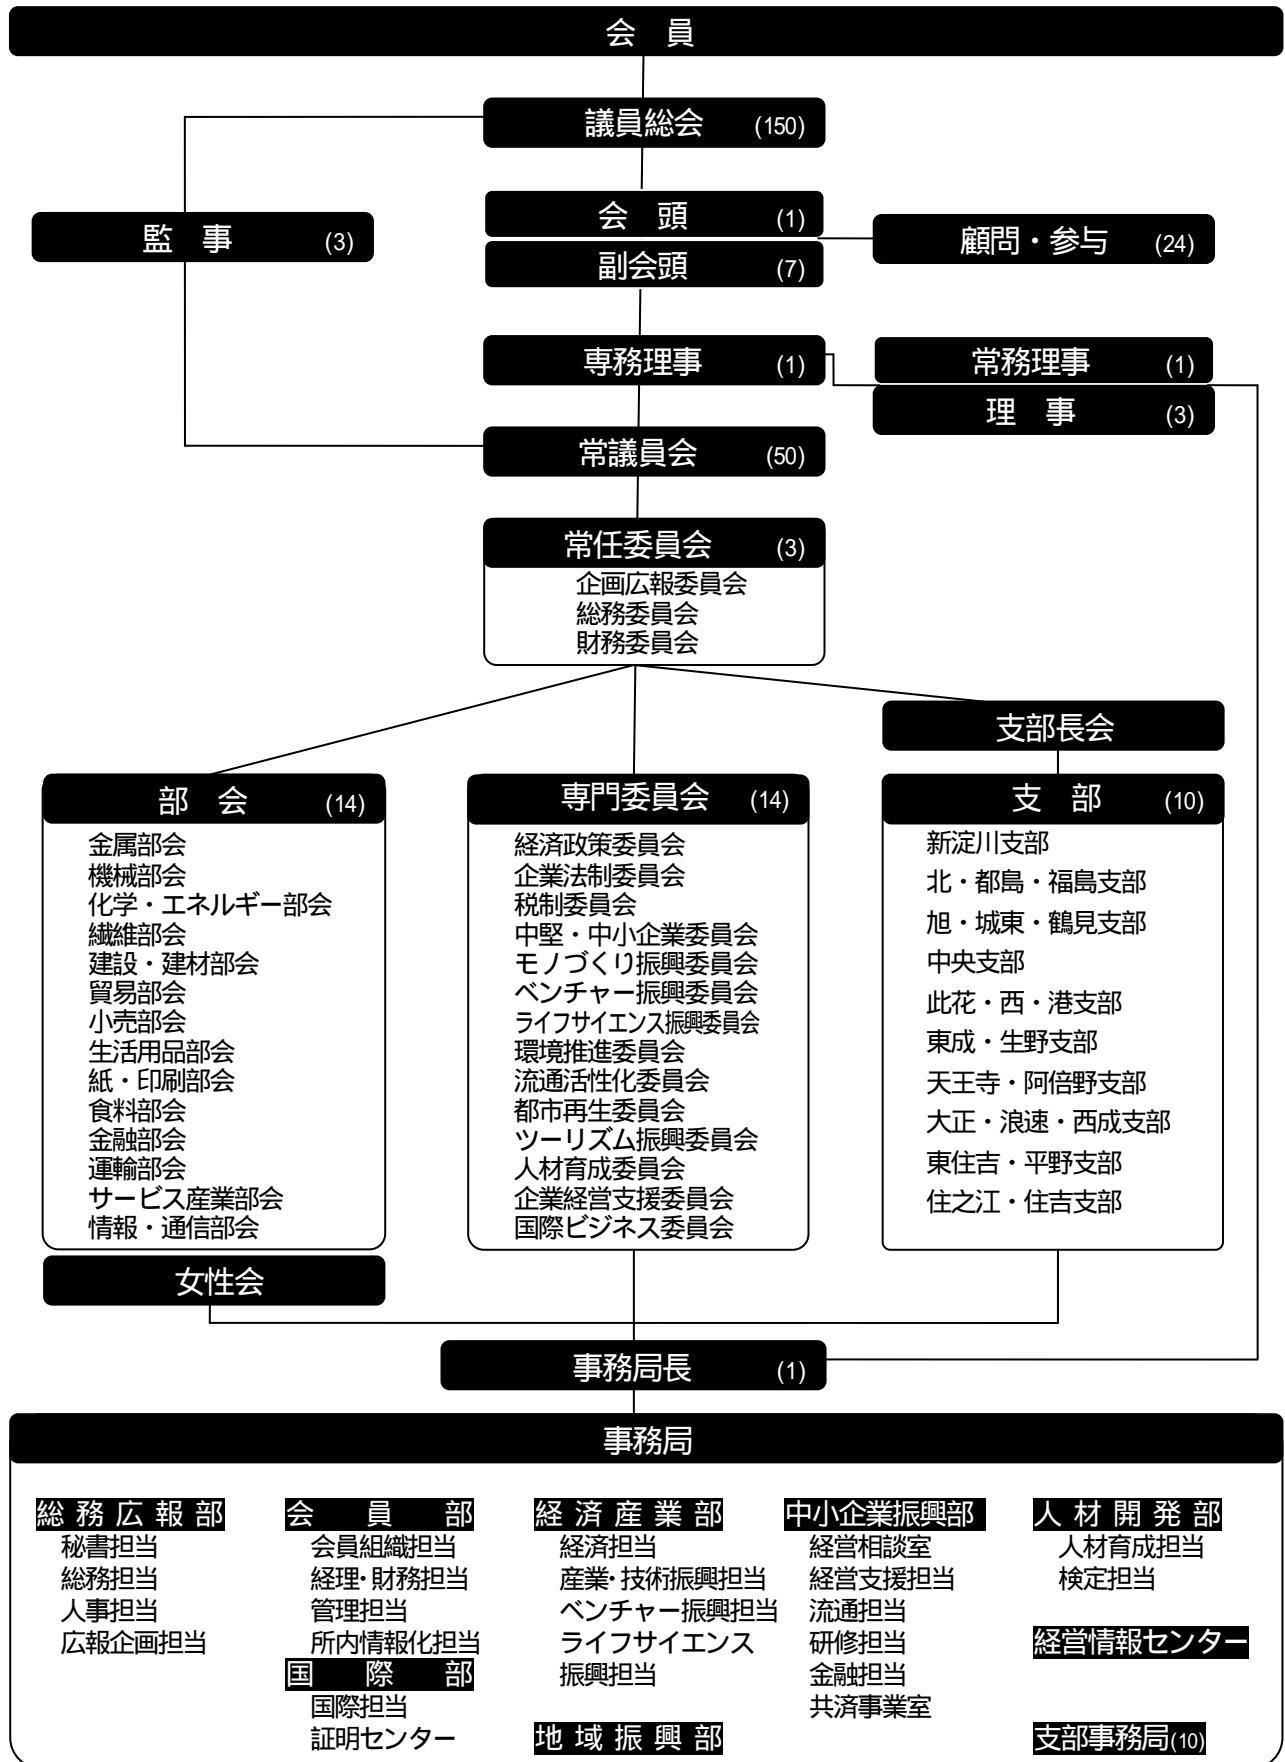 会　員
議員総会 (150)
会　頭 (1)
監　事 (3)
顧問・参与 (24)
副会頭 (7)
専務理事 (1)
常務理事 (1)
理　事 (3)
常議員会 (50)
常任委員会 (3)
企画広報委員会
総務委員会
財務委員会
支部長会
部　会 (14)
金属部会
機械部会
化学・エネルギー部会
繊維部会
建設・建材部会
貿易部会
小売部会
生活用品部会
紙・印刷部会
食料部会
金融部会
運輸部会
サービス産業部会
情報・通信部会
女性会
専門委員会 (14)
経済政策委員会
企業法制委員会
税制委員会
中堅・中小企業委員会
モノづくり振興委員会
ベンチャー振興委員会
ライフサイエンス振興委員会
環境推進委員会
流通活性化委員会
都市再生委員会
ツーリズム振興委員会
人材育成委員会
企業経営支援委員会
国際ビジネス委員会
支　部 (10)
新淀川支部
北・都島・福島支部
旭・城東・鶴見支部
中央支部
此花・西・港支部
東成・生野支部
天王寺・阿倍野支部
大正・浪速・西成支部
東住吉・平野支部
住之江・住吉支部
事務局長 (1)
事務局
総務広報部
秘書担当
総務担当
人事担当
広報企画担当
会員部
会員組織担当
経理・財務担当
管理担当
所内情報化担当
国際部
国際担当
証明センター
経済産業部
経済担当
産業・技術振興担当
ベンチャー振興担当
ライフサイエンス
振興担当
地域振興部
中小企業振興部
経営相談室
経営支援担当
流通担当
研修担当
金融担当
共済事業室
人材開発部
人材育成担当
検定担当
経営情報センター
支部事務局(10)